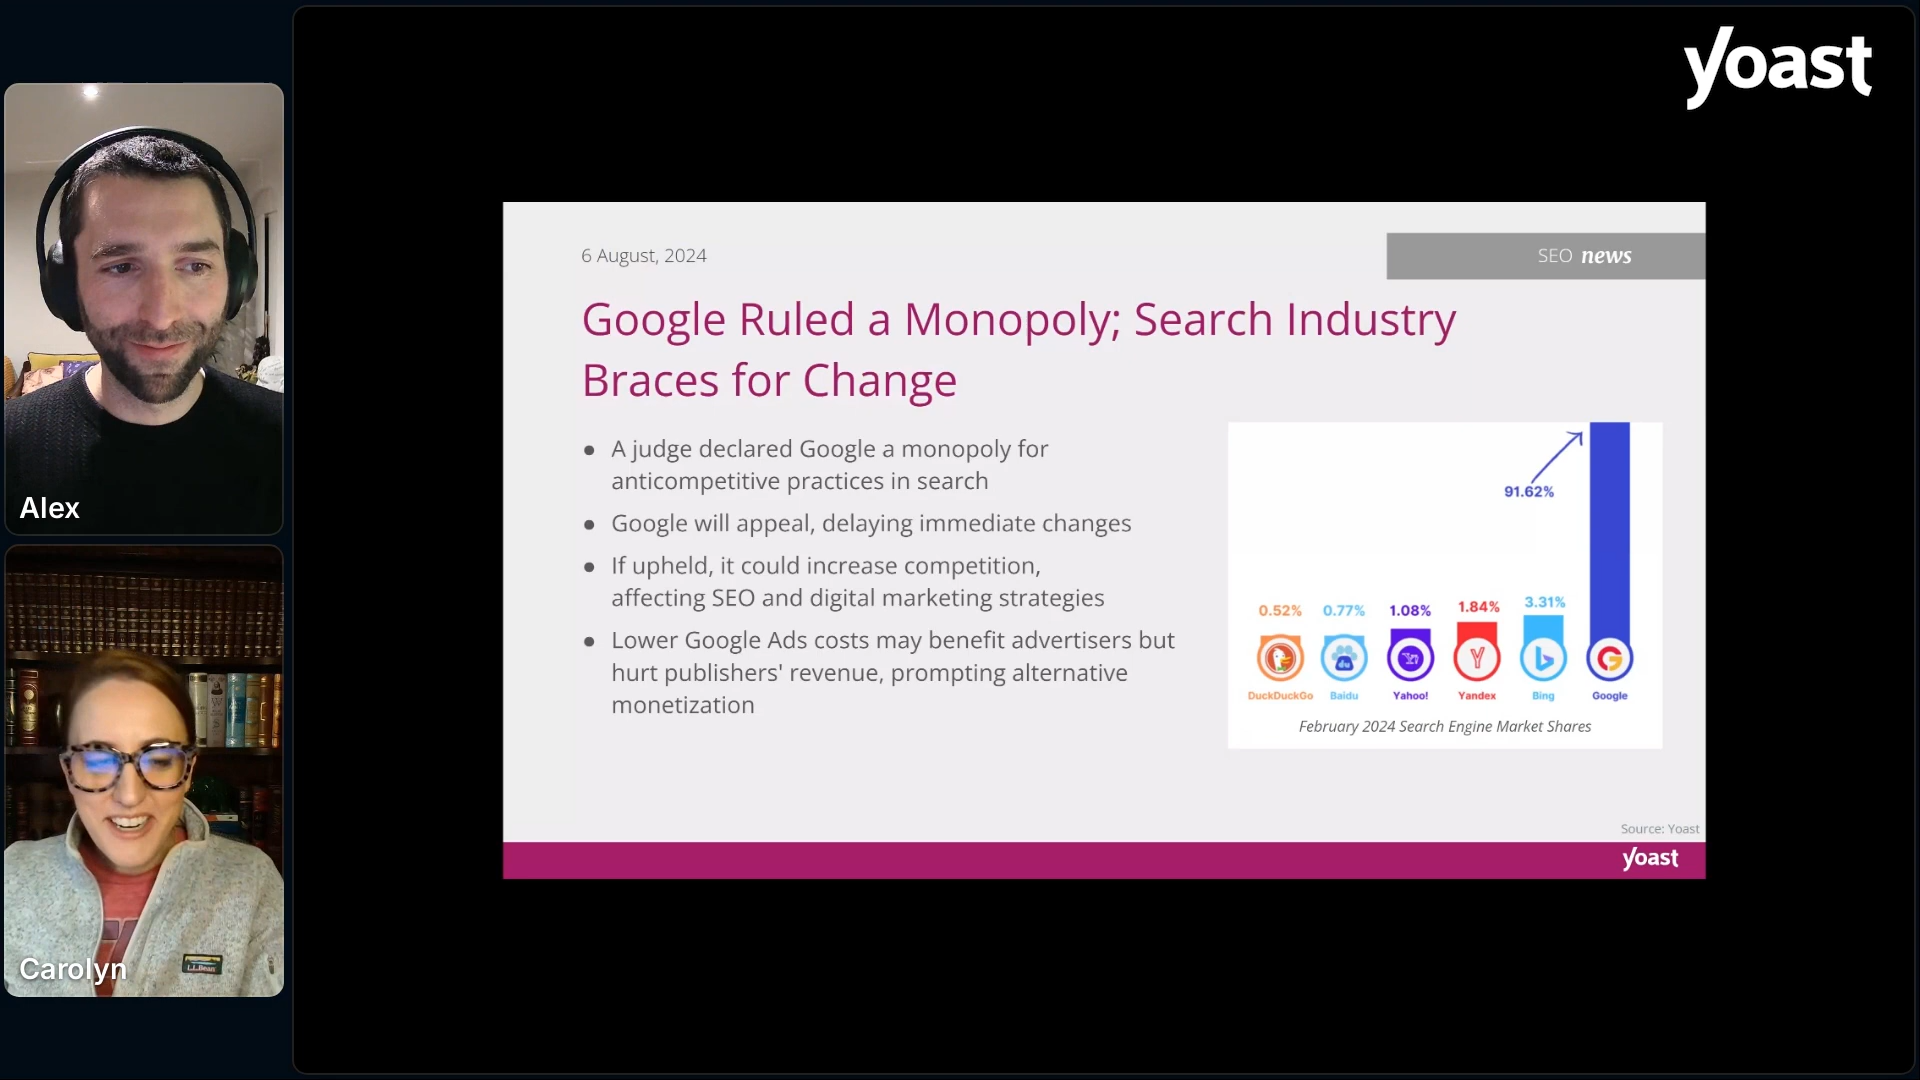 yoast
Alex
Carolyn
L.L.Bean
6 August, 2024
SEO news
Google Ruled a Monopoly; Search Industry
Braces for Change
● A judge declared Google a monopoly for
anticompetitive practices in search
● Google will appeal, delaying immediate changes
● If upheld, it could increase competition,
affecting SEO and digital marketing strategies
● Lower Google Ads costs may benefit advertisers but
hurt publishers' revenue, prompting alternative
monetization
91.62%
0.52% 0.77% 1.08% 1.84% 3.31%
DuckDuckGo Baidu Yahoo! Yandex Bing Google
February 2024 Search Engine Market Shares
Source: Yoast
yoast